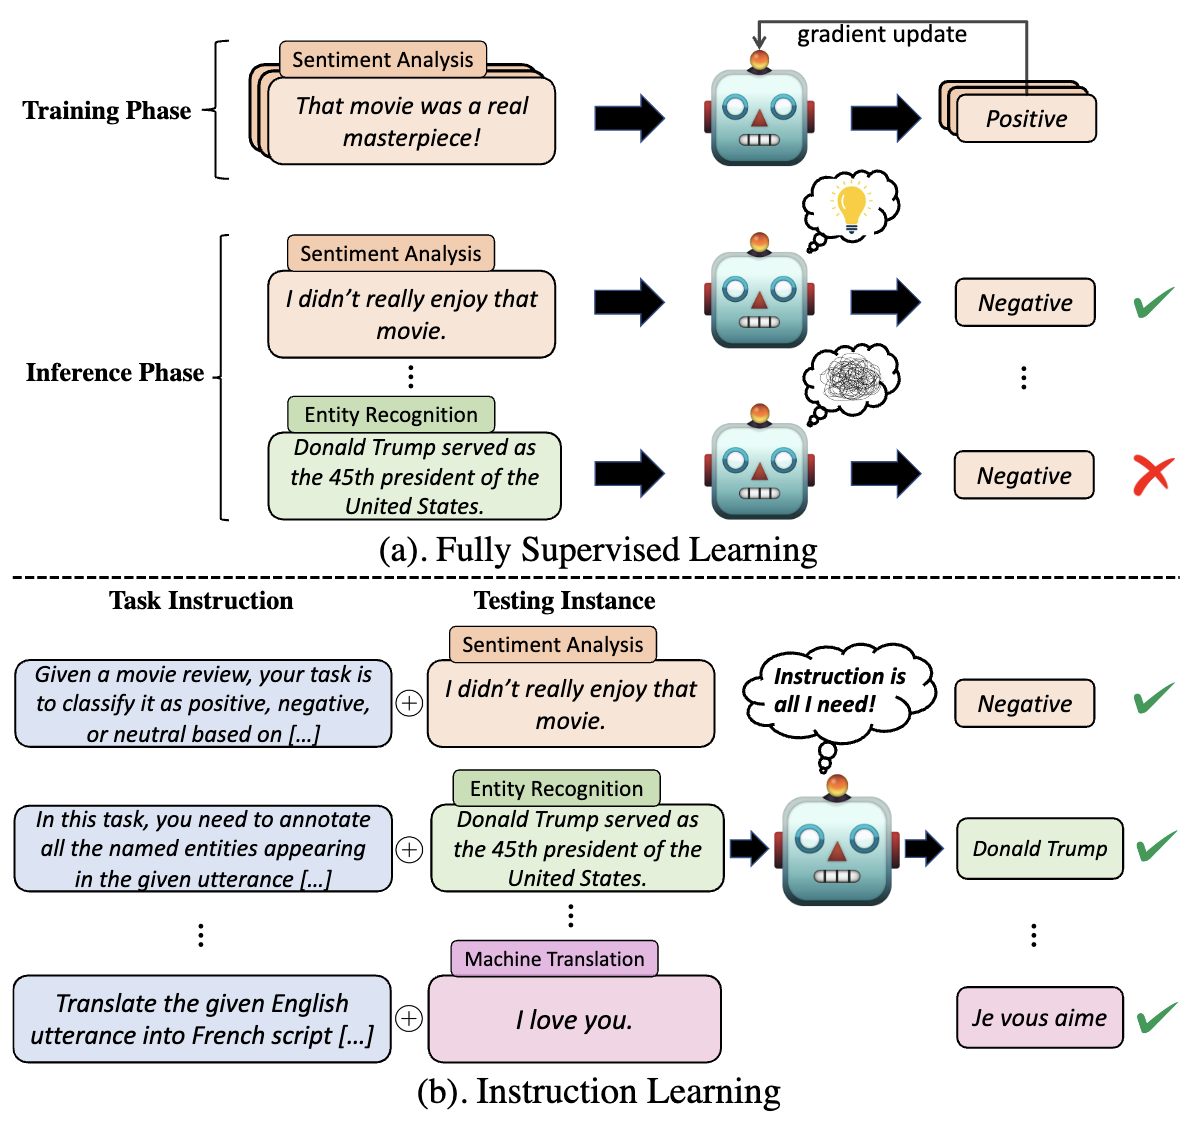 gradient update
Sentiment Analysis
Training Phase
That movie was a real
masterpiece!
Positive
Inference Phase
Sentiment Analysis
I didn’t really enjoy that
movie.
Negative
Entity Recognition
Donald Trump served as
the 45th president of the
United States.
Negative
(a). Fully Supervised Learning
Task Instruction
Testing Instance
Given a movie review, your task is
to classify it as positive, negative,
or neutral based on [...]
Sentiment Analysis
I didn’t really enjoy that
movie.
Instruction is
all I need!
Negative
In this task, you need to annotate
all the named entities appearing
in the given utterance [...]
Entity Recognition
Donald Trump served as
the 45th president of the
United States.
Donald Trump
Translate the given English
utterance into French script [...]
Machine Translation
I love you.
Je vous aime
(b). Instruction Learning